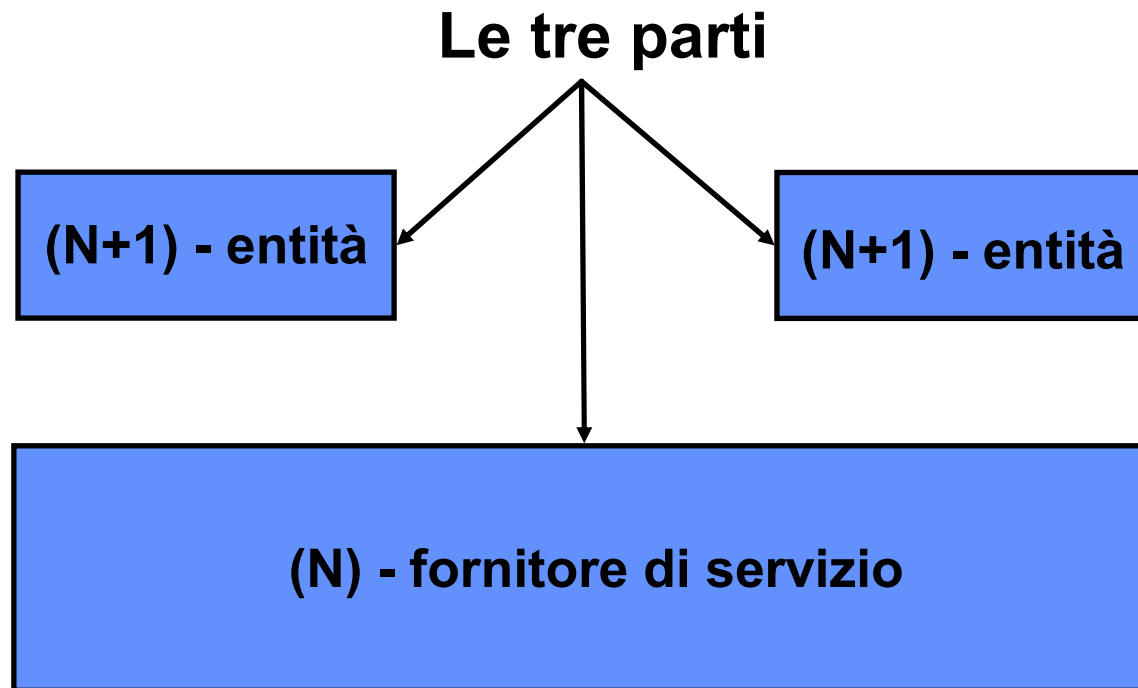 Le tre parti
(N+1) - entità
(N+1) - entità
(N) - fornitore di servizio